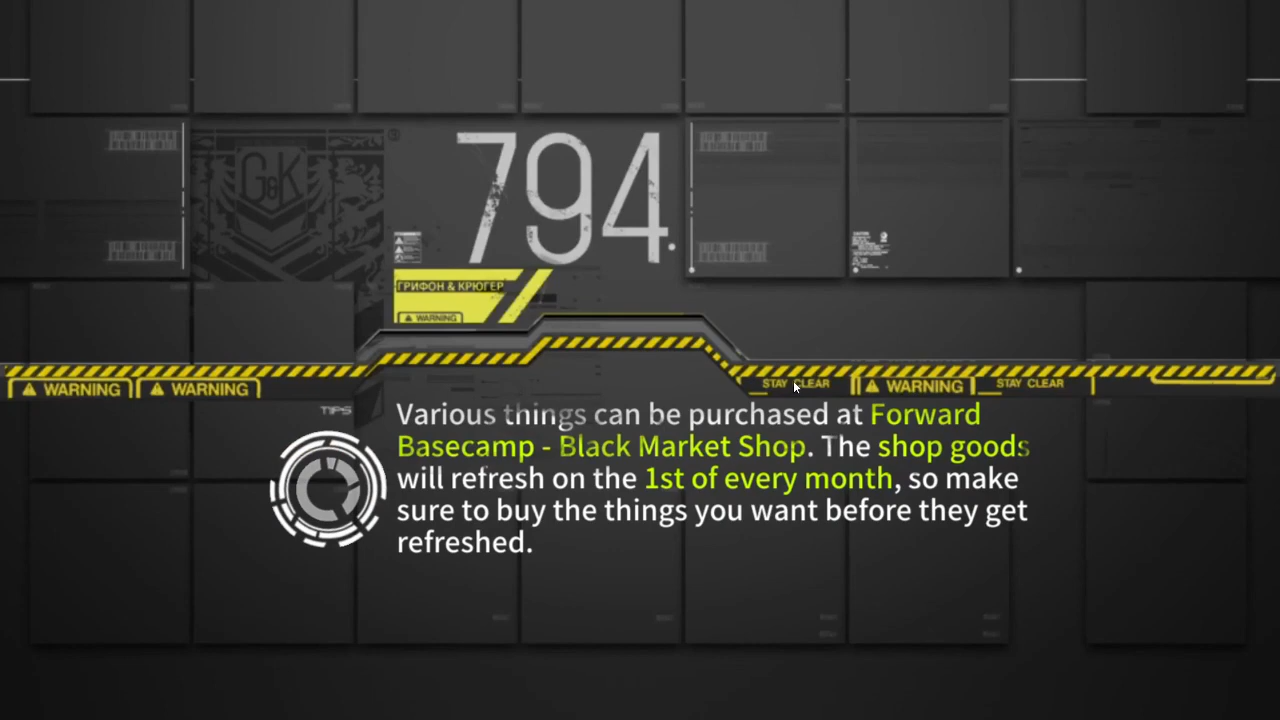 G&K
794.
ГРИФОН & КРЮГЕР
WARNING
WARNING
WARNING
STAY CLEAR
WARNING
STAY CLEAR
TIPS
Various things can be purchased at Forward
Basecamp - Black Market Shop. The shop goods
will refresh on the 1st of every month, so make
sure to buy the things you want before they get
refreshed.